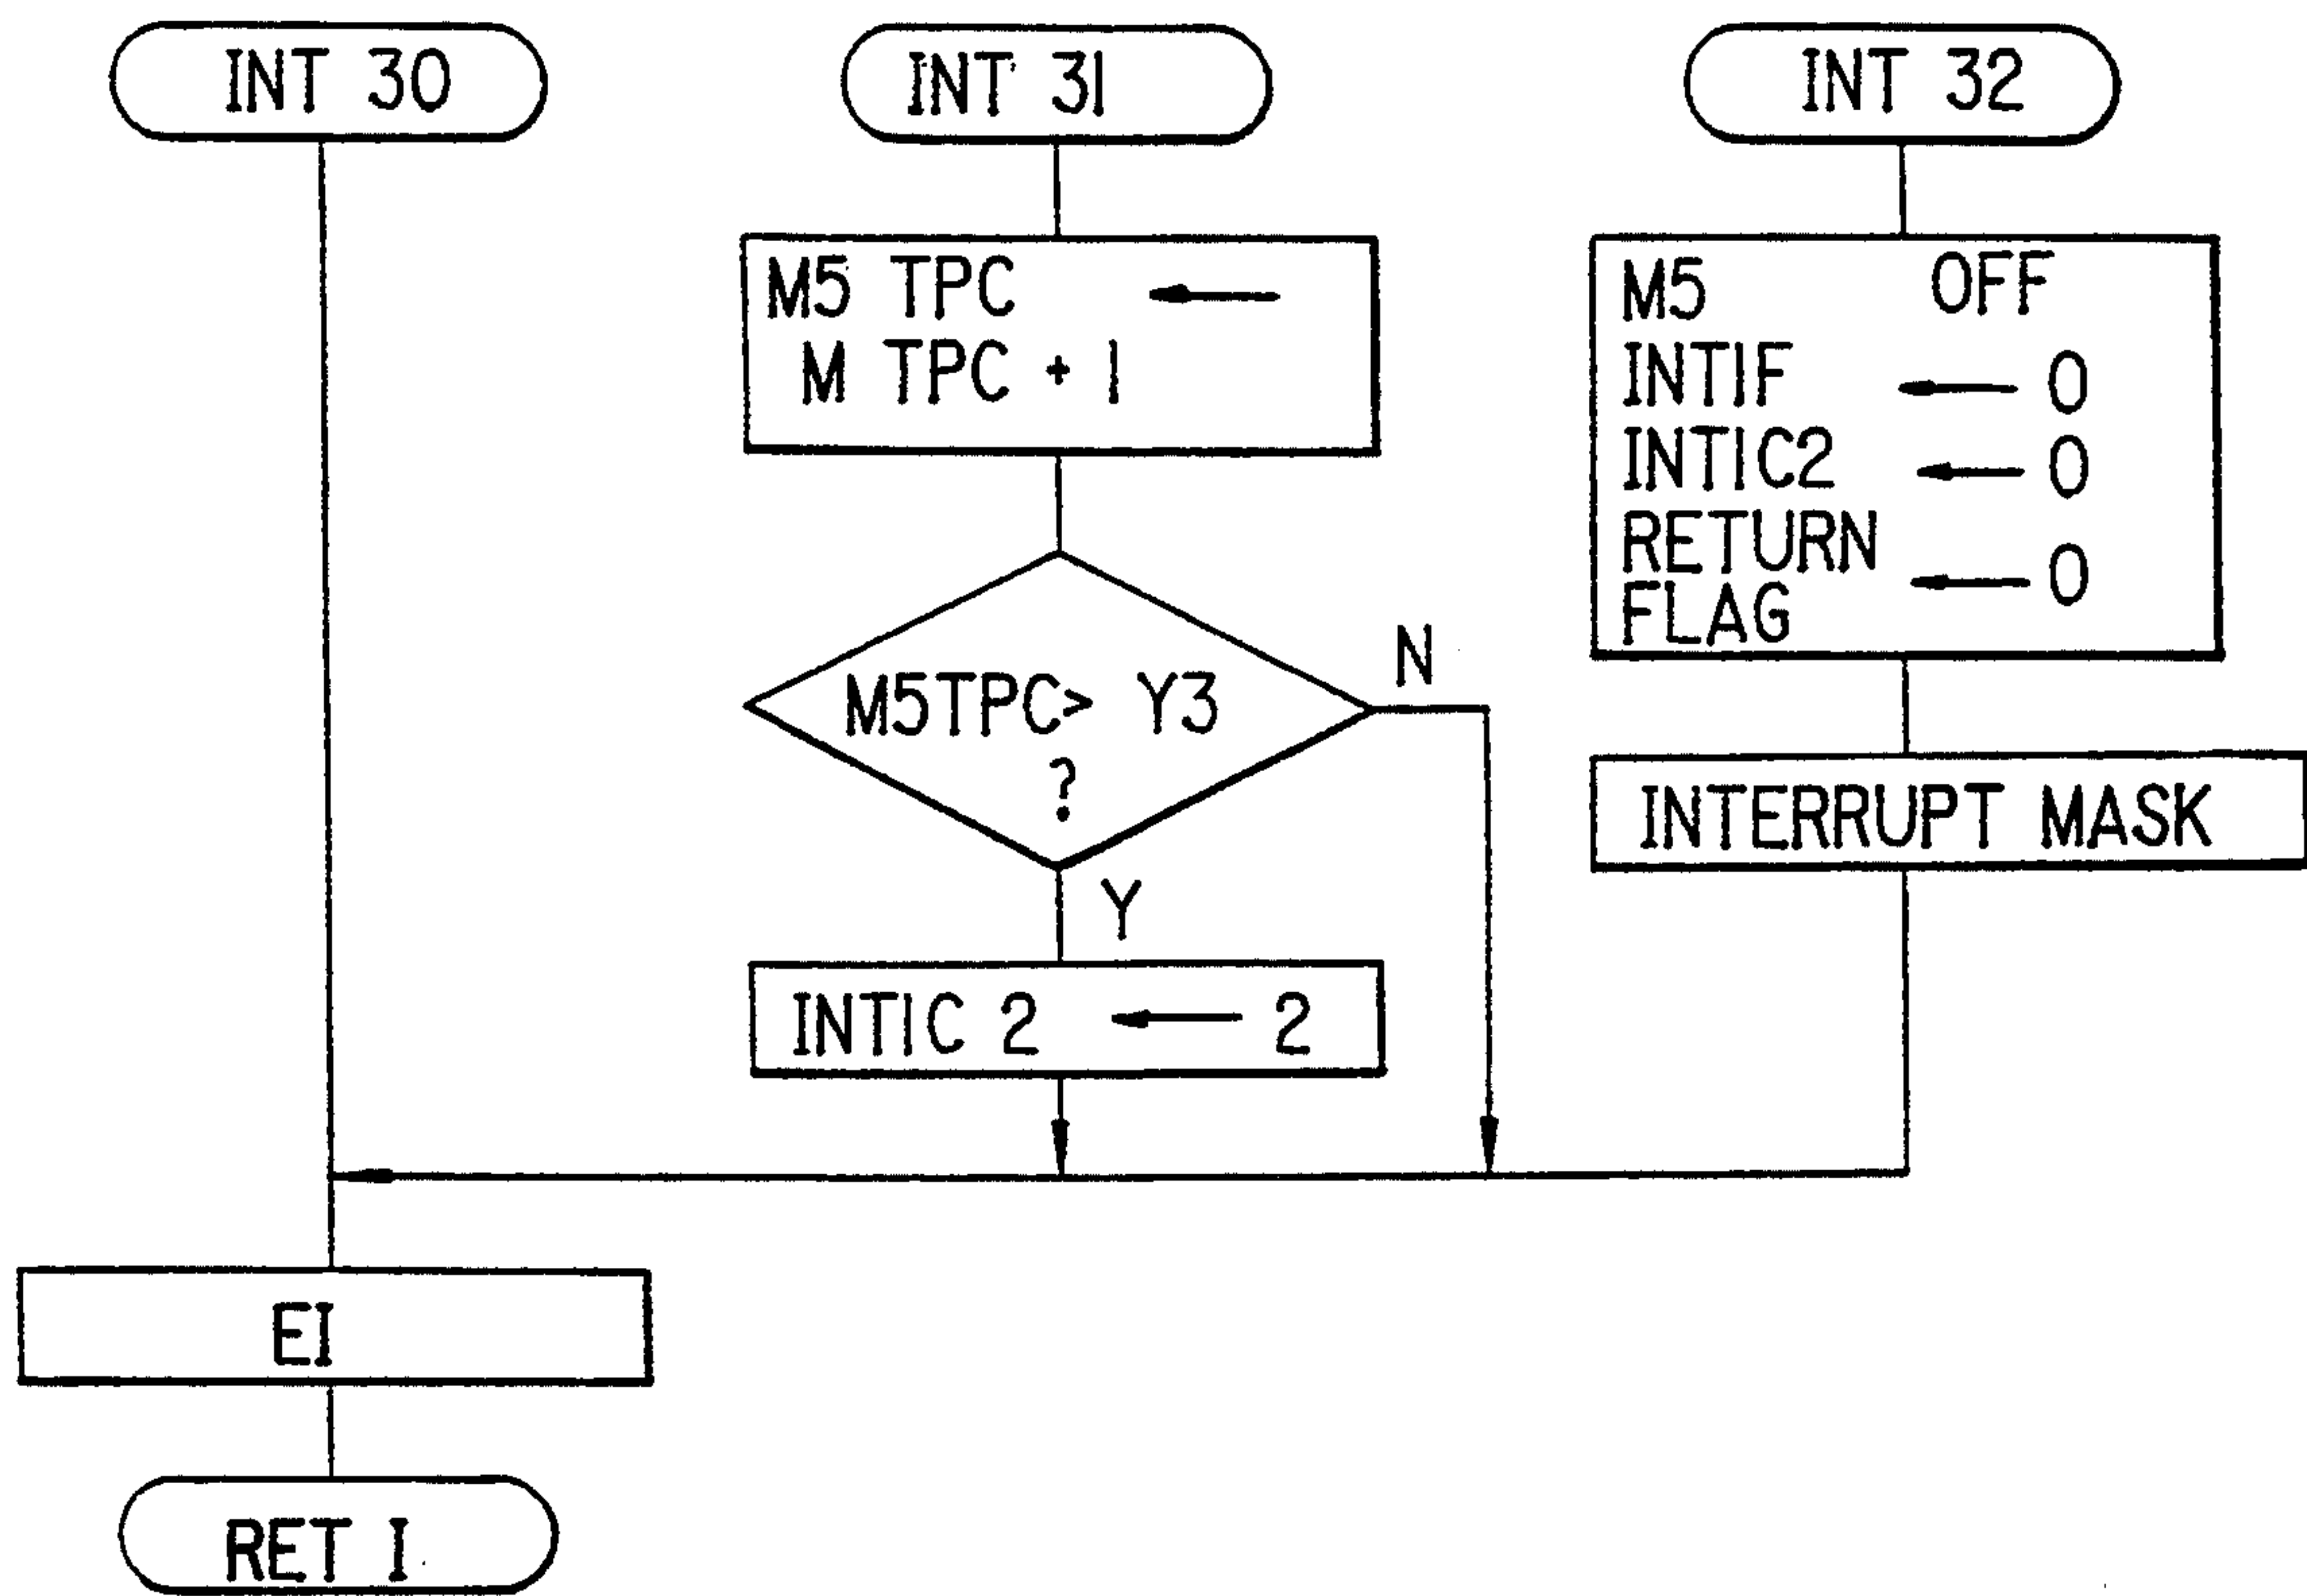 INT 30
INT 31
INT 32
M5 TPC ←
M TPC + 1
M5 OFF
INTIF ← 0
INTIC2 ← 0
RETURN
FLAG ← 0
M5TPC> Y3
?
N
Y
INTERRUPT MASK
INTIC 2 ← 2
EI
RET I